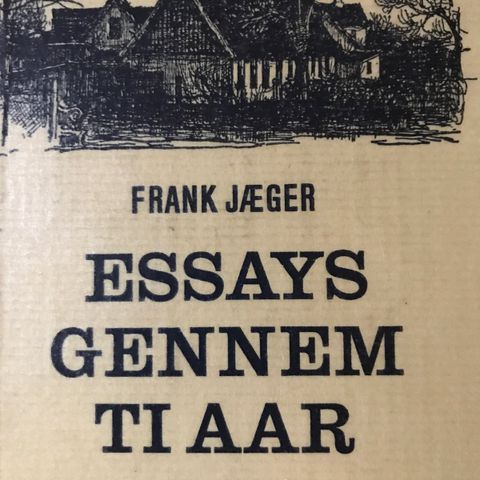 FRANK JÆGER
ESSAYS
GENNEM
TI AAR